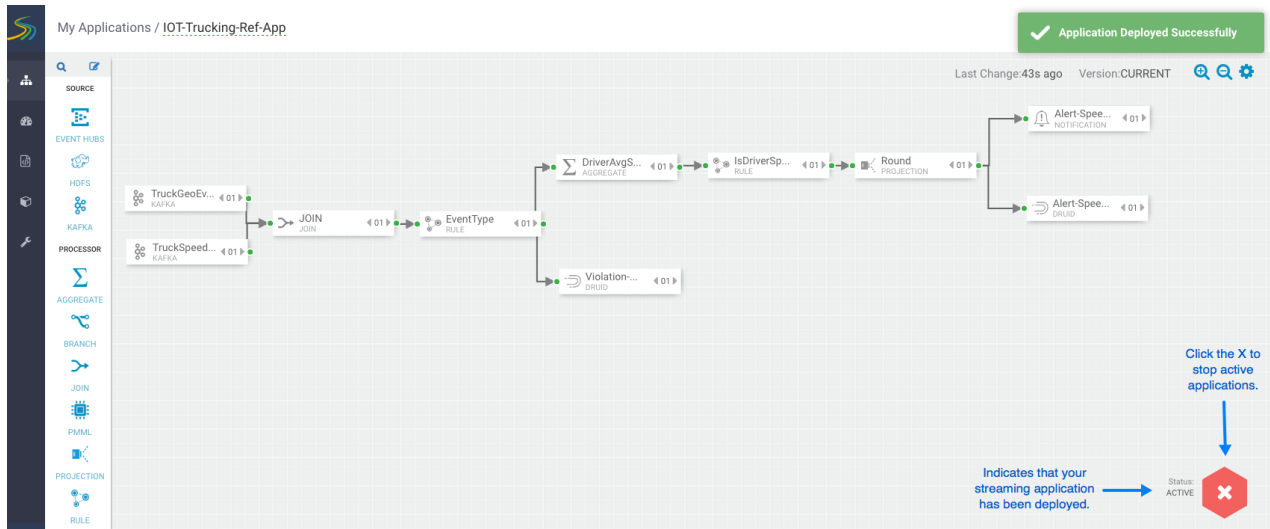 My Applications / IOT-Trucking-Ref-App
Application Deployed Successfully
Last Change:43s ago Version:CURRENT
SOURCE
EVENT HUBS
HDFS
KAFKA
PROCESSOR
AGGREGATE
BRANCH
JOIN
PMML
PROJECTION
RULE
TruckGeoEv... 01
KAFKA
TruckSpeed... 01
KAFKA
JOIN 01
JOIN
EventType 01
RULE
DriverAvgS... 01
AGGREGATE
IsDriverSp... 01
RULE
Round 01
PROJECTION
Alert-Spee... 01
NOTIFICATION
Alert-Spee... 01
DRUID
Violation-... 01
DRUID
Click the X to
stop active
applications.
Indicates that your
streaming application
has been deployed.
Status:
ACTIVE